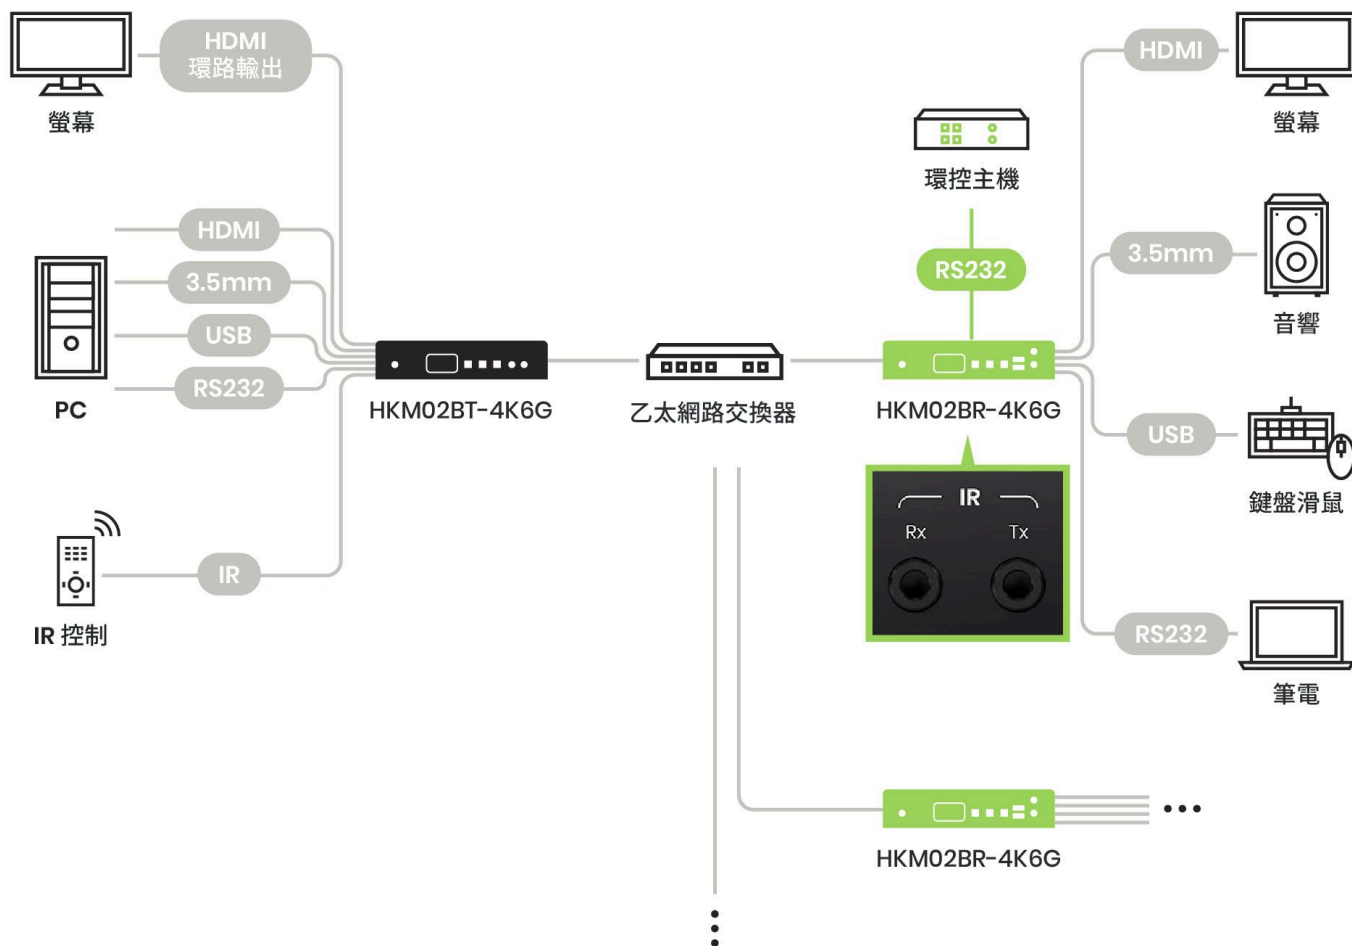 HDMI
環路輸出
螢幕
HDMI
3.5mm
USB
RS232
PC
IR
IR 控制
HKM02BT-4K6G
乙太網路交換器
環控主機
RS232
HKM02BR-4K6G
IR
Rx
Tx
HDMI
螢幕
3.5mm
音響
USB
鍵盤滑鼠
RS232
筆電
HKM02BR-4K6G